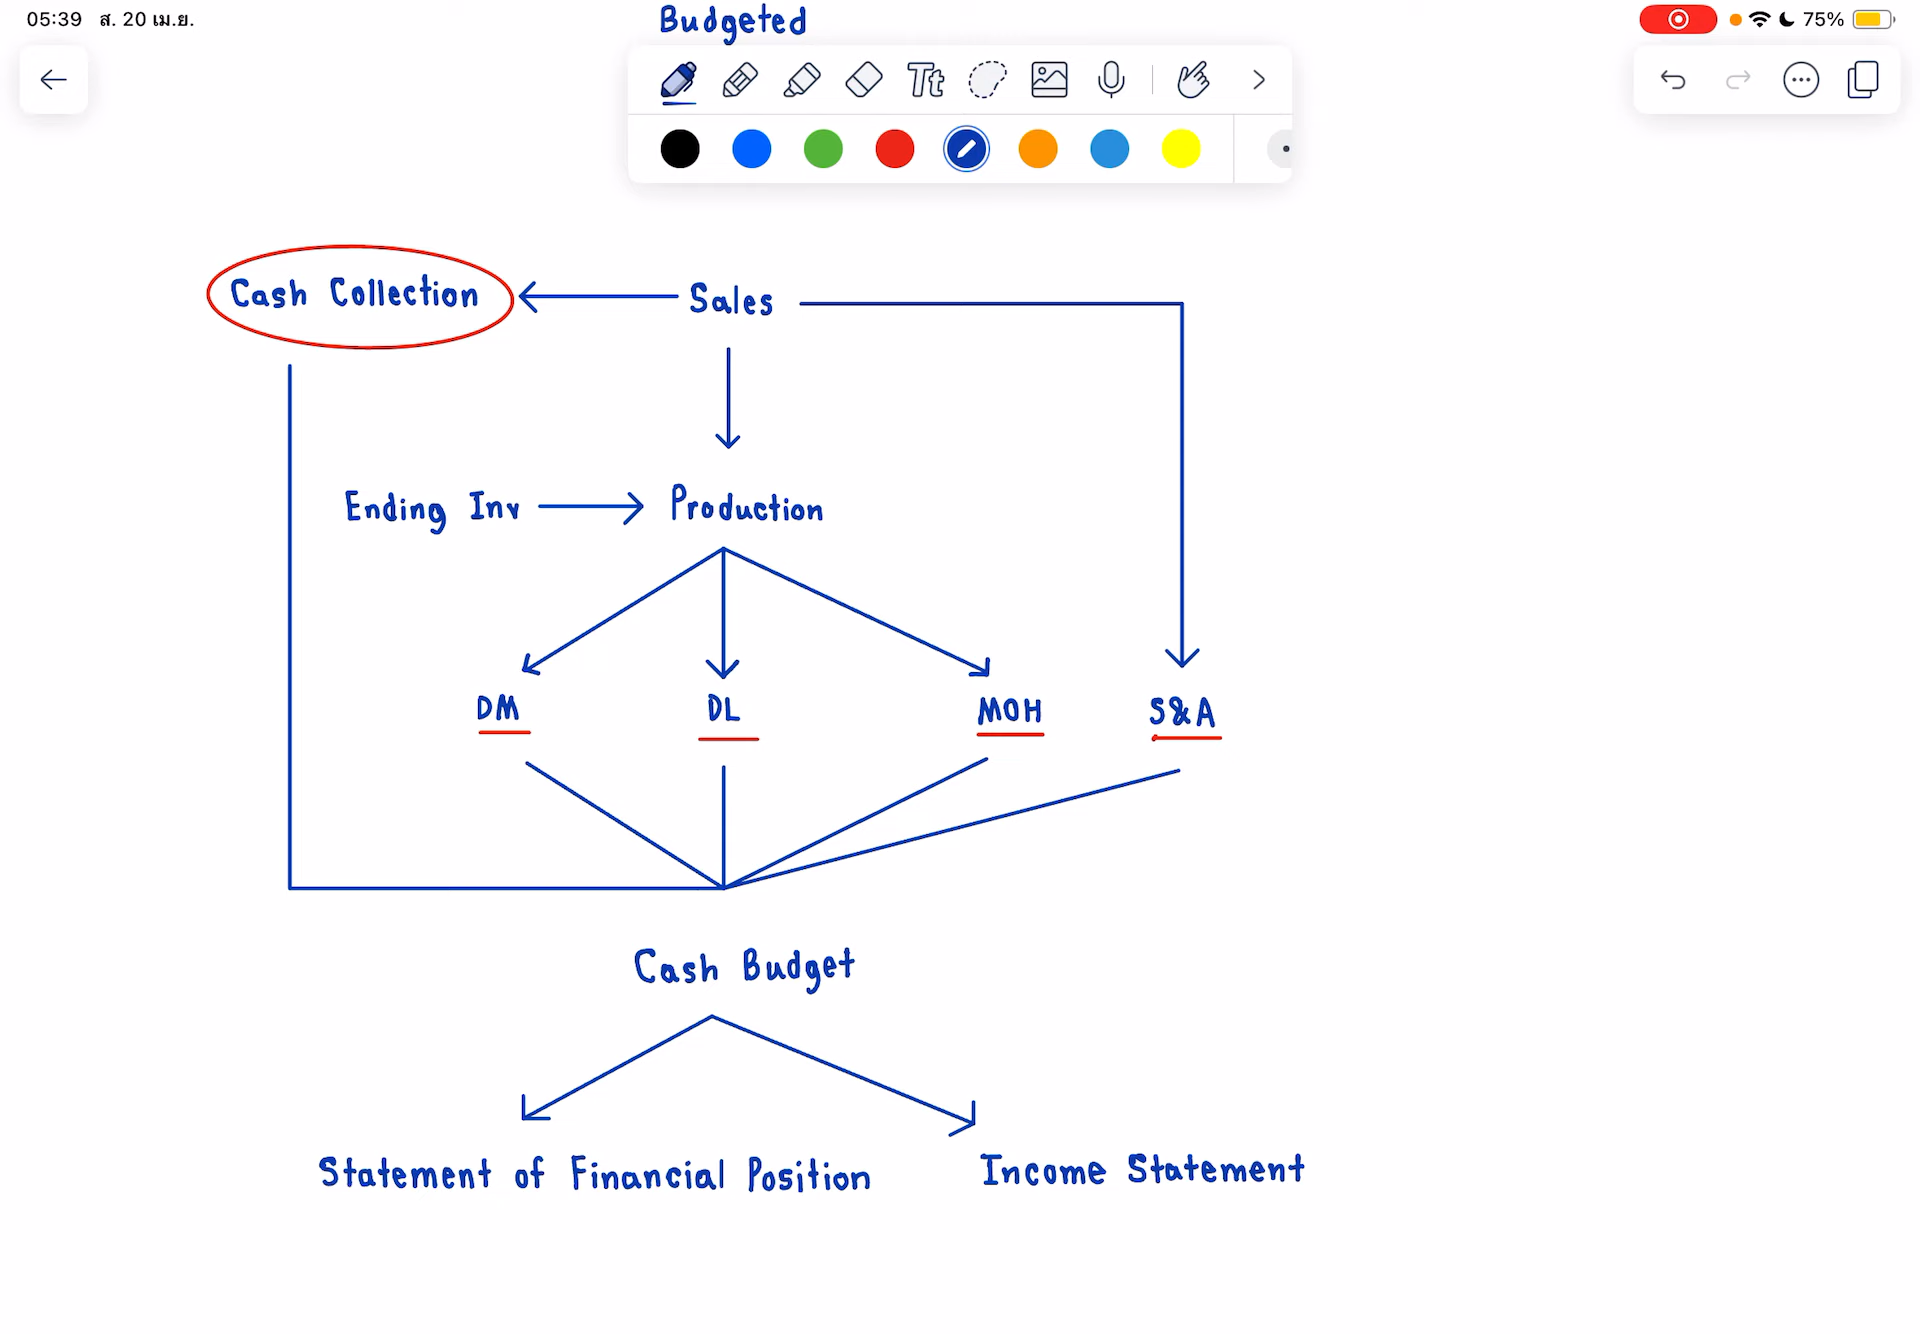 05:39 ส. 20 เม.ย.
75%
Budgeted
Tt
Cash Collection
Sales
Ending Inv
Production
DM
DL
MOH
S&A
Cash Budget
Statement of Financial Position
Income Statement